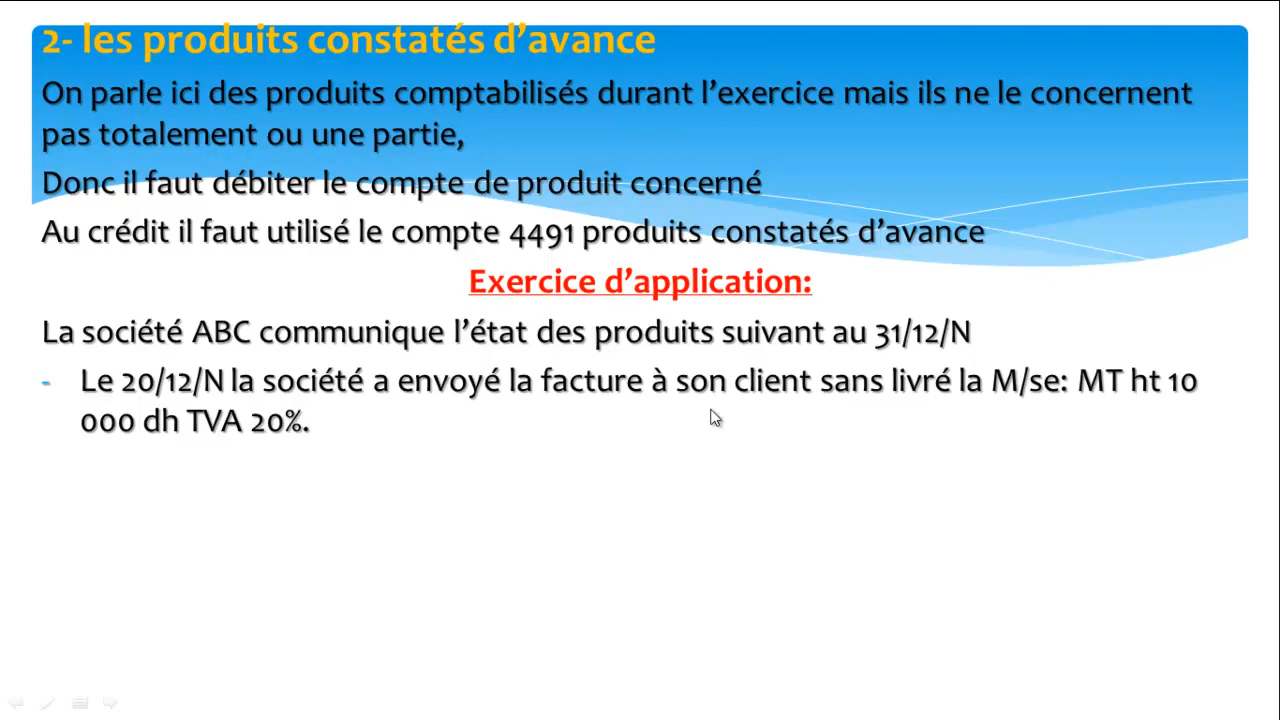 2- les produits constatés d’avance
On parle ici des produits comptabilisés durant l’exercice mais ils ne le concernent
pas totalement ou une partie,
Donc il faut débiter le compte de produit concerné
Au crédit il faut utilisé le compte 4491 produits constatés d’avance
Exercice d’application:
La société ABC communique l’état des produits suivant au 31/12/N
- Le 20/12/N la société a envoyé la facture à son client sans livré la M/se: MT ht 10
000 dh TVA 20%.